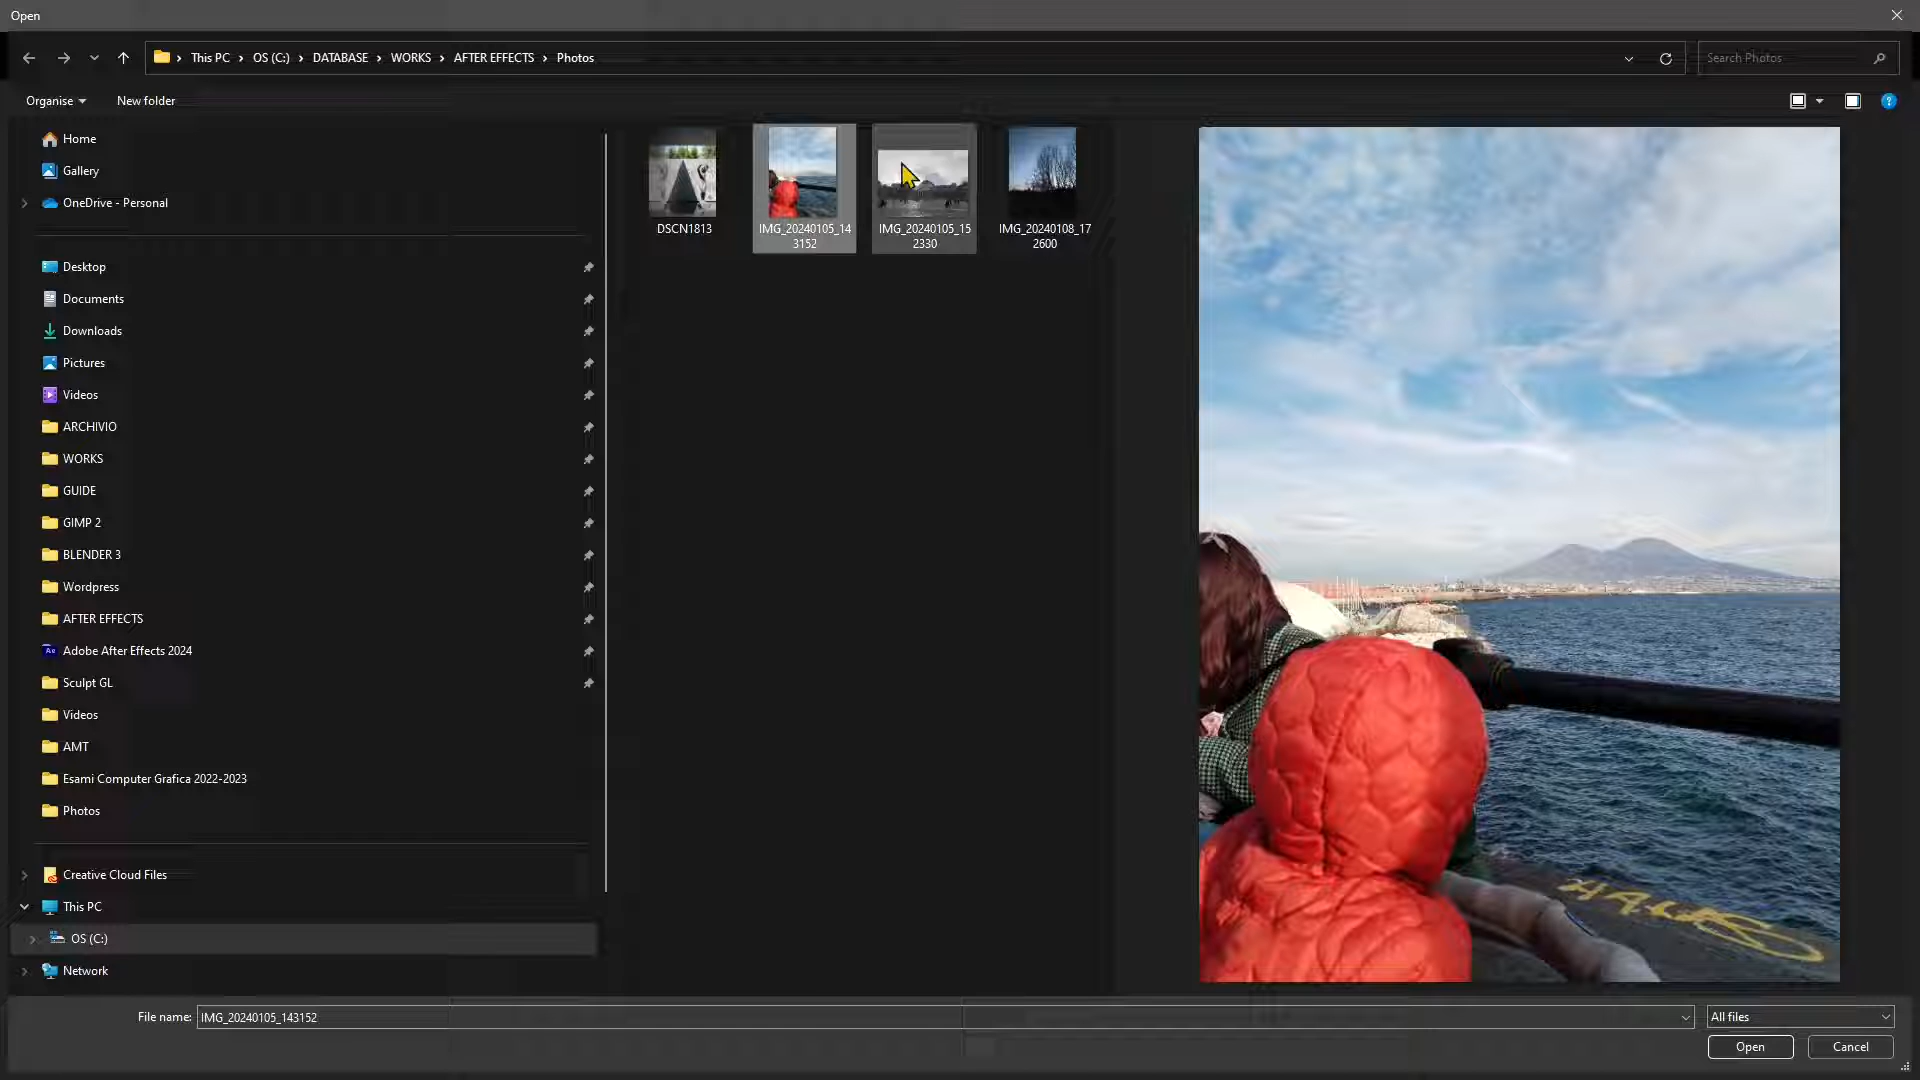 Open
This PC
OS (C:)
DATABASE
WORKS
AFTER EFFECTS
Photos
Search Photos
Organise
New folder
Home
Gallery
OneDrive - Personal
Desktop
Documents
Downloads
Pictures
Videos
ARCHIVIO
WORKS
GUIDE
GIMP 2
BLENDER 3
Wordpress
AFTER EFFECTS
Adobe After Effects 2024
Sculpt GL
Videos
AMT
Esami Computer Grafica 2022-2023
Photos
Creative Cloud Files
This PC
OS (C:)
Network
DSCN1813
IMG_20240105_14
3152
IMG_20240105_15
2330
IMG_20240108_17
2600
File name:
IMG_20240105_143152
All files
Open
Cancel